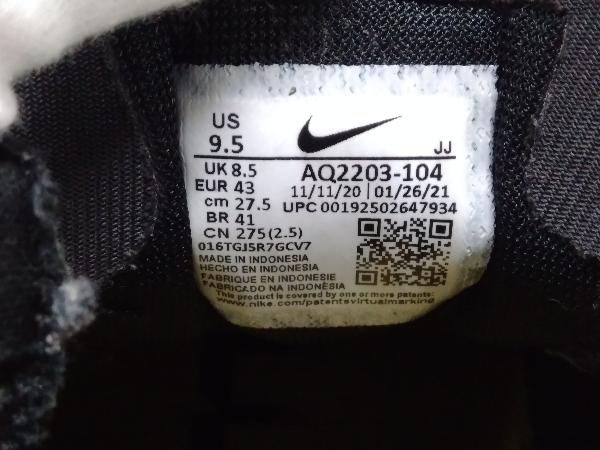 US
9.5
JJ
UK 8.5
EUR 43
cm 27.5
BR 41
CN 275(2.5)
AQ2203-104
11/11/20 01/26/21
UPC 00192502647934
016TGJ5R7GCV7
MADE IN INDONESIA
HECHO EN INDONESIA
FABRIQUE EN INDONESIE
FABRICADO NA INDONÉSIA
This product is covered by one or more patents:
www.nike.com/patentsvirtualmarking